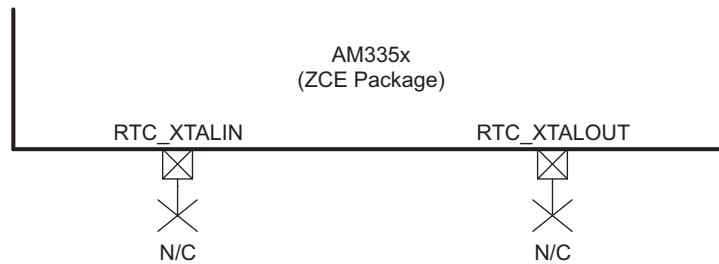 AM335x
(ZCE Package)
RTC_XTALIN
RTC_XTALOUT
N/C
N/C